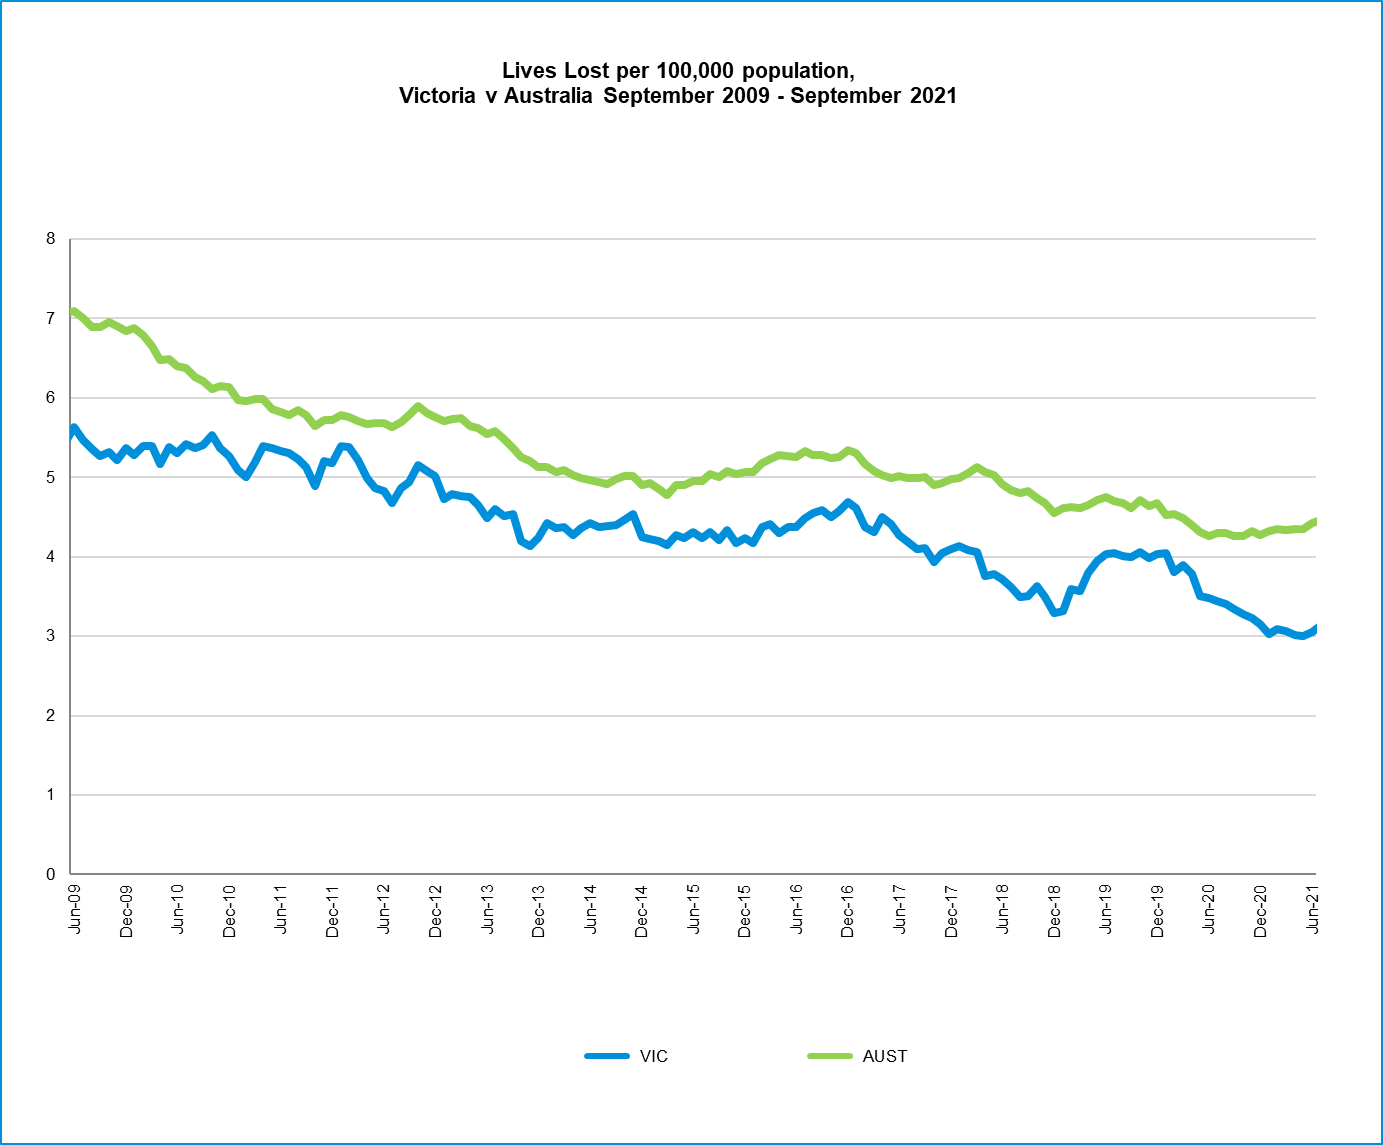 Lives Lost per 100,000 population,
Victoria v Australia September 2009 - September 2021
8
7
6
5
4
3
2
1
0
Jun-09
Dec-09
Jun-10
Dec-10
Jun-11
Dec-11
Jun-12
Dec-12
Jun-13
Dec-13
Jun-14
Dec-14
Jun-15
Dec-15
Jun-16
Dec-16
Jun-17
Dec-17
Jun-18
Dec-18
Jun-19
Dec-19
Jun-20
Dec-20
Jun-21
VIC
AUST